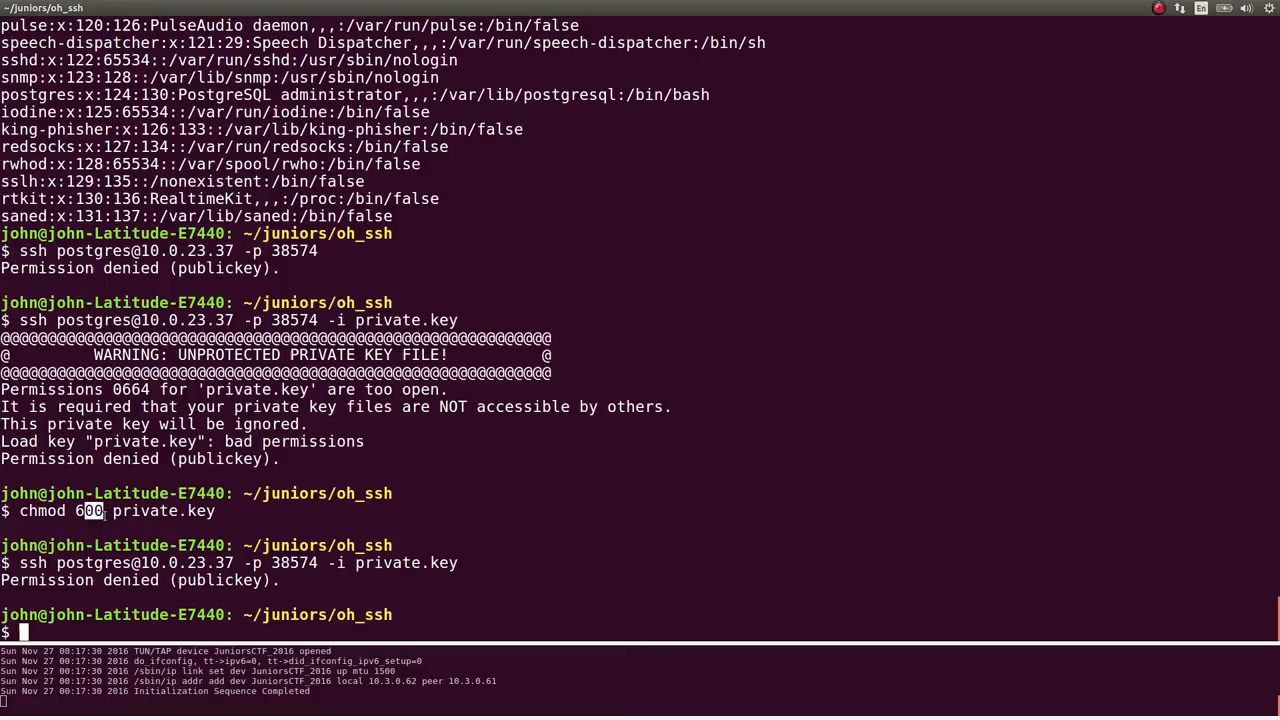 ~/juniors/oh_ssh
En
pulse:x:120:126:PulseAudio daemon,,,:/var/run/pulse:/bin/false
speech-dispatcher:x:121:29:Speech Dispatcher,,,:/var/run/speech-dispatcher:/bin/sh
sshd:x:122:65534::/var/run/sshd:/usr/sbin/nologin
snmp:x:123:128::/var/lib/snmp:/usr/sbin/nologin
postgres:x:124:130:PostgreSQL administrator,,,:/var/lib/postgresql:/bin/bash
iodine:x:125:65534::/var/run/iodine:/bin/false
king-phisher:x:126:133::/var/lib/king-phisher:/bin/false
redsocks:x:127:134::/var/run/redsocks:/bin/false
rwhod:x:128:65534::/var/spool/rwho:/bin/false
sslh:x:129:135::/nonexistent:/bin/false
rtkit:x:130:136:RealtimeKit,,,:/proc:/bin/false
saned:x:131:137::/var/lib/saned:/bin/false
john@john-Latitude-E7440: ~/juniors/oh_ssh
$ ssh postgres@10.0.23.37 -p 38574
Permission denied (publickey).
john@john-Latitude-E7440: ~/juniors/oh_ssh
$ ssh postgres@10.0.23.37 -p 38574 -i private.key
@@@@@@@@@@@@@@@@@@@@@@@@@@@@@@@@@@@@@@@@@@@@@@@@@@@@@@@@@@@
@         WARNING: UNPROTECTED PRIVATE KEY FILE!          @
@@@@@@@@@@@@@@@@@@@@@@@@@@@@@@@@@@@@@@@@@@@@@@@@@@@@@@@@@@@
Permissions 0664 for 'private.key' are too open.
It is required that your private key files are NOT accessible by others.
This private key will be ignored.
Load key "private.key": bad permissions
Permission denied (publickey).
john@john-Latitude-E7440: ~/juniors/oh_ssh
$ chmod 600 private.key
john@john-Latitude-E7440: ~/juniors/oh_ssh
$ ssh postgres@10.0.23.37 -p 38574 -i private.key
Permission denied (publickey).
john@john-Latitude-E7440: ~/juniors/oh_ssh
$
Sun Nov 27 00:17:30 2016 TUN/TAP device JuniorsCTF_2016 opened
Sun Nov 27 00:17:30 2016 do_ifconfig, tt->ipv6=0, tt->did_ifconfig_ipv6_setup=0
Sun Nov 27 00:17:30 2016 /sbin/ip link set dev JuniorsCTF_2016 up mtu 1500
Sun Nov 27 00:17:30 2016 /sbin/ip addr add dev JuniorsCTF_2016 local 10.3.0.62 peer 10.3.0.61
Sun Nov 27 00:17:30 2016 Initialization Sequence Completed